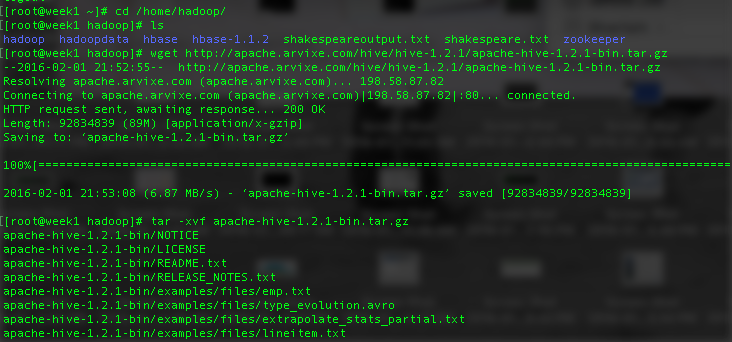 [[root@week1 ~]# cd /home/hadoop/
[[root@week1 hadoop]# ls
hadoop hadoopdata hbase hbase-1.1.2 shakespeareoutput.txt shakespeare.txt zookeeper
[[root@week1 hadoop]# wget http://apache.arvixe.com/hive/hive-1.2.1/apache-hive-1.2.1-bin.tar.gz
--2016-02-01 21:52:55-- http://apache.arvixe.com/hive/hive-1.2.1/apache-hive-1.2.1-bin.tar.gz
Resolving apache.arvixe.com (apache.arvixe.com)... 198.58.87.82
Connecting to apache.arvixe.com (apache.arvixe.com)|198.58.87.82|:80... connected.
HTTP request sent, awaiting response... 200 OK
Length: 92834839 (89M) [application/x-gzip]
Saving to: ‘apache-hive-1.2.1-bin.tar.gz’
100%[==========================================================================================
2016-02-01 21:53:08 (6.87 MB/s) - ‘apache-hive-1.2.1-bin.tar.gz’ saved [92834839/92834839]
[[root@week1 hadoop]# tar -xvf apache-hive-1.2.1-bin.tar.gz
apache-hive-1.2.1-bin/NOTICE
apache-hive-1.2.1-bin/LICENSE
apache-hive-1.2.1-bin/README.txt
apache-hive-1.2.1-bin/RELEASE_NOTES.txt
apache-hive-1.2.1-bin/examples/files/emp.txt
apache-hive-1.2.1-bin/examples/files/type_evolution.avro
apache-hive-1.2.1-bin/examples/files/extrapolate_stats_partial.txt
apache-hive-1.2.1-bin/examples/files/lineitem.txt